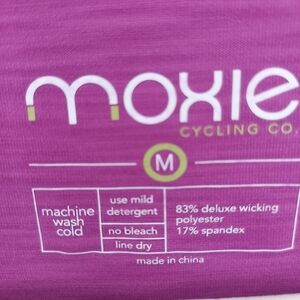 moxie
CYCLING CO
M
machine
wash
cold
use mild
detergent
no bleach
line dry
83% deluxe wicking
polyester
17% spandex
made in china